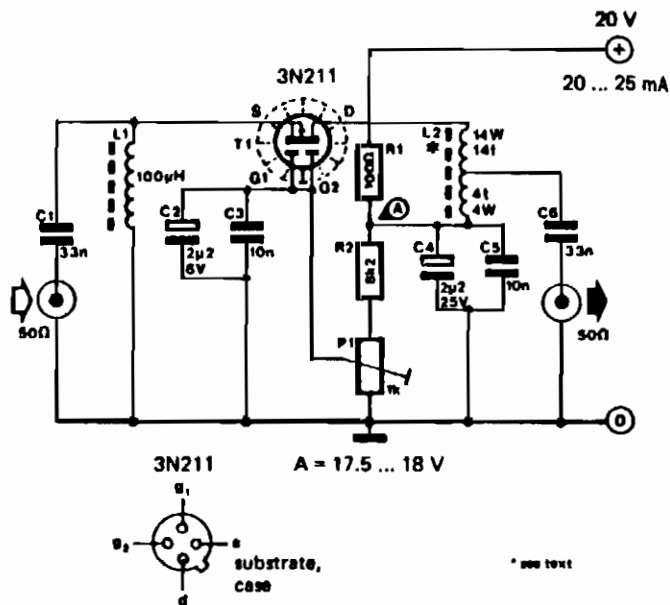 20 V
+
20 ... 25 mA
3N211
S
D
T1
G1
G2
L1
100µH
L2
*
14W
14t
4t
4W
R1
100Ω
A
C1
33n
C2
2µ2
6V
C3
10n
R2
8k2
C4
2µ2
25V
C5
10n
C6
33n
50Ω
50Ω
P1
1k
0
3N211
A = 17.5 ... 18 V
g1
g2
s
d
substrate,
case
* see text